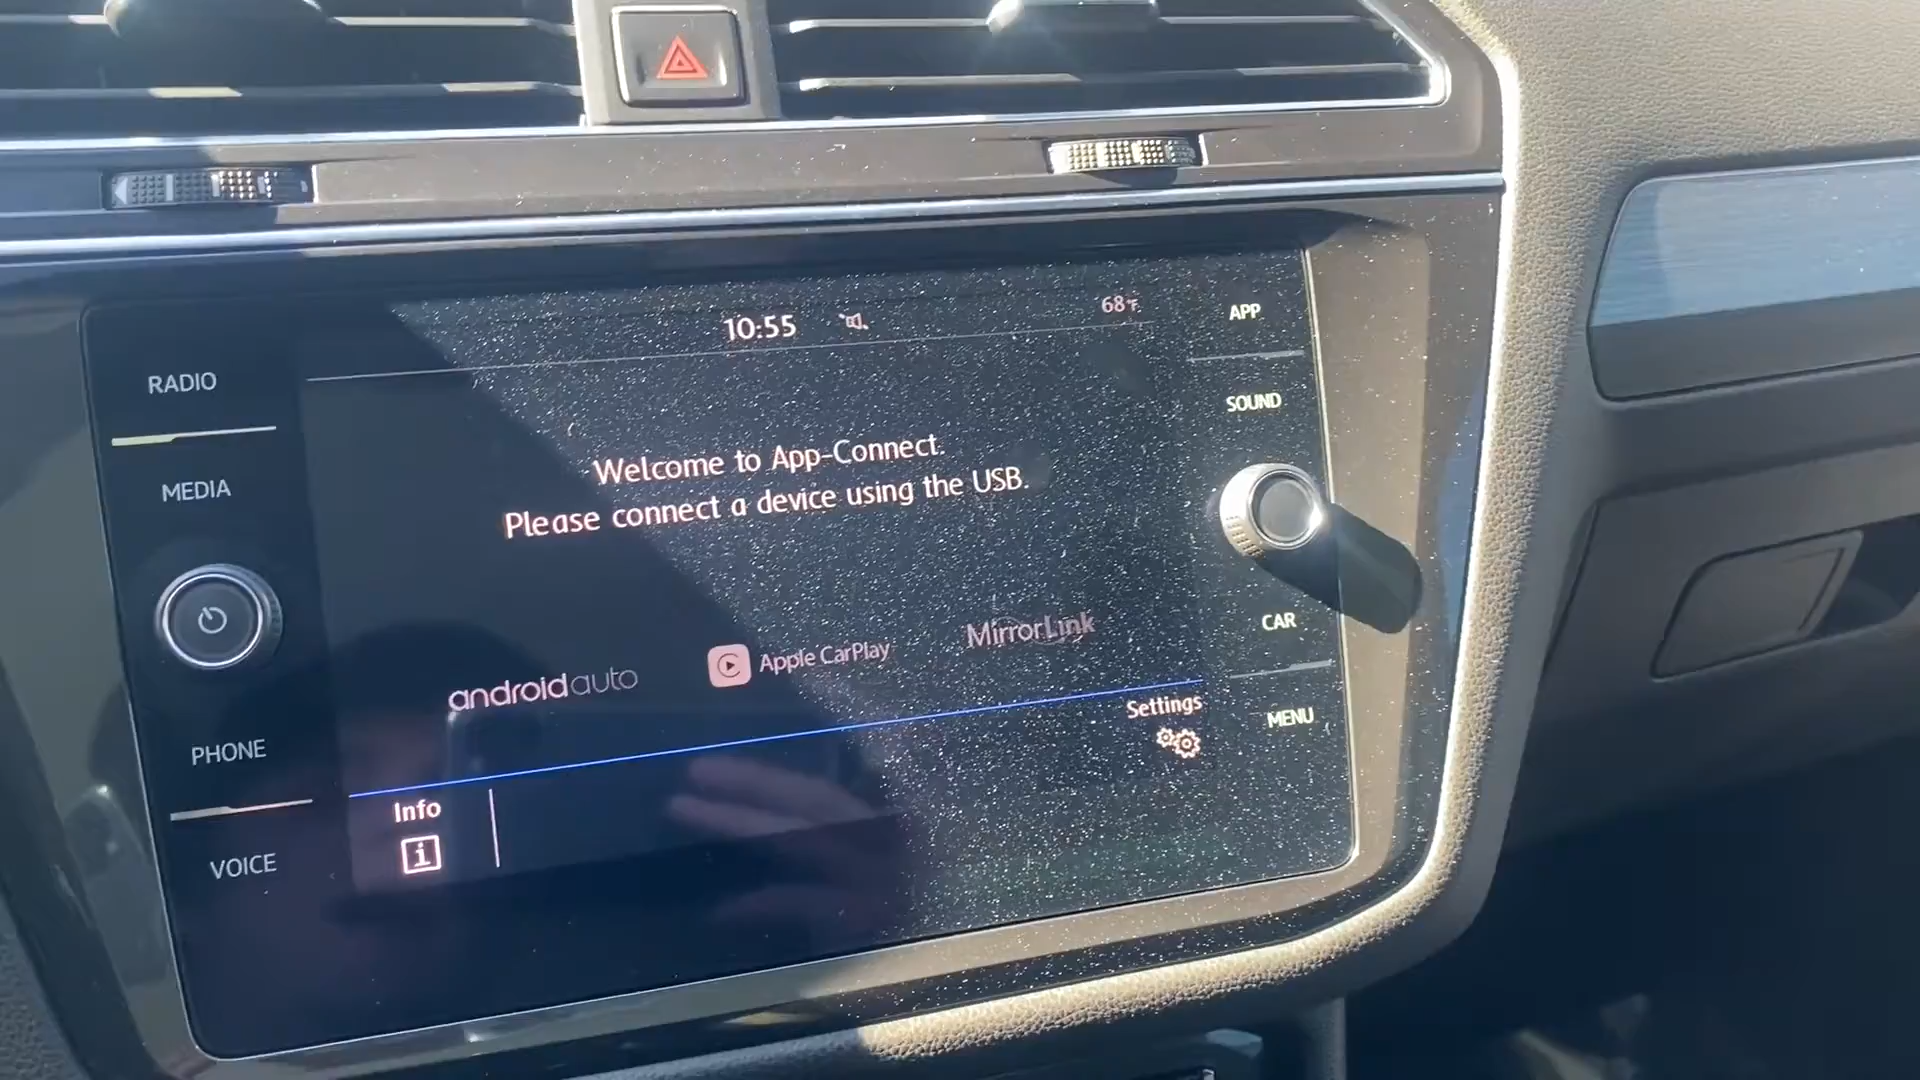 10:55
68°F
APP
RADIO
SOUND
Welcome to App-Connect.
Please connect a device using the USB.
MEDIA
androidauto
Apple CarPlay
MirrorLink
CAR
Settings
MENU
PHONE
Info
VOICE